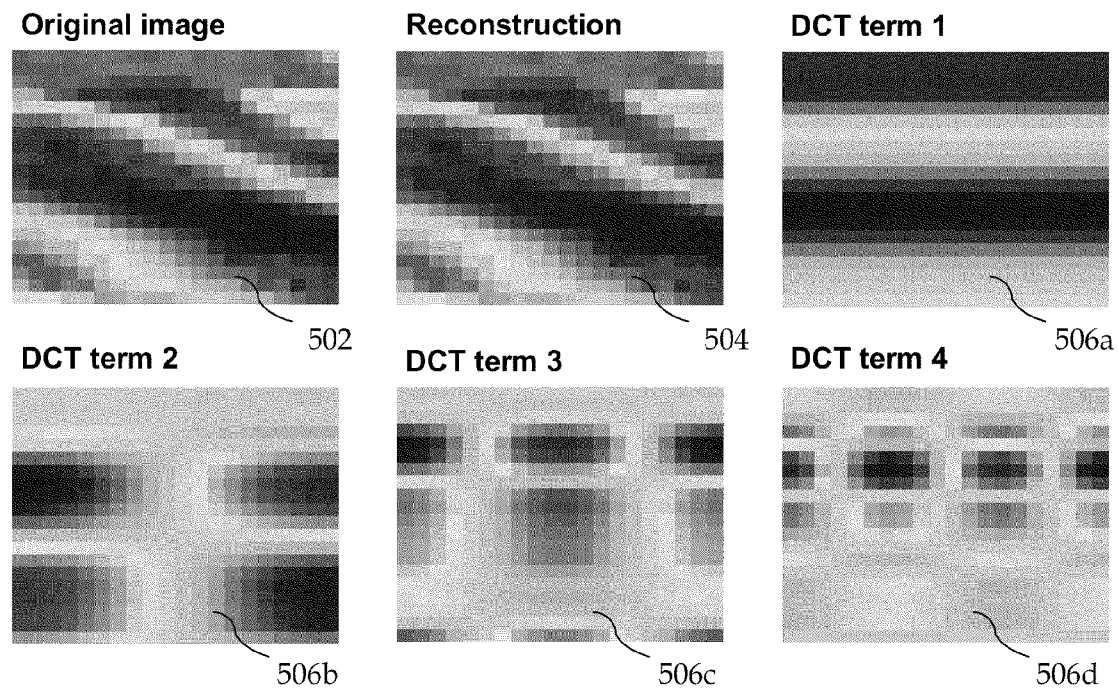 Original image
Reconstruction
DCT term 1
502
504
506a
DCT term 2
DCT term 3
DCT term 4
506b
506c
506d